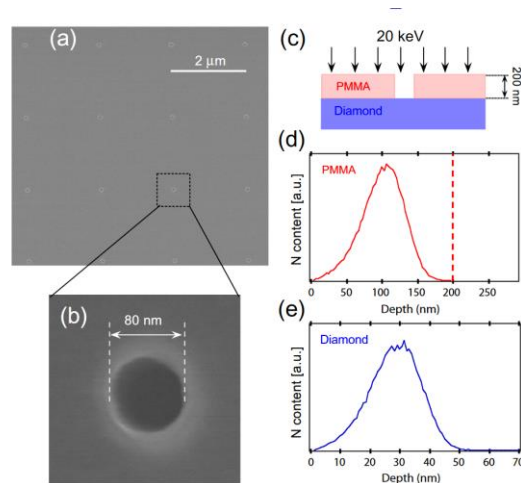 (a)
2 μm
(b)
80 nm
(c)
20 keV
PMMA
Diamond
200 nm
(d)
PMMA
N content [a.u.]
0 50 100 150 200
Depth (nm)
(e)
Diamond
N content [a.u.]
0 10 20 30 40 50 60 70
Depth (nm)